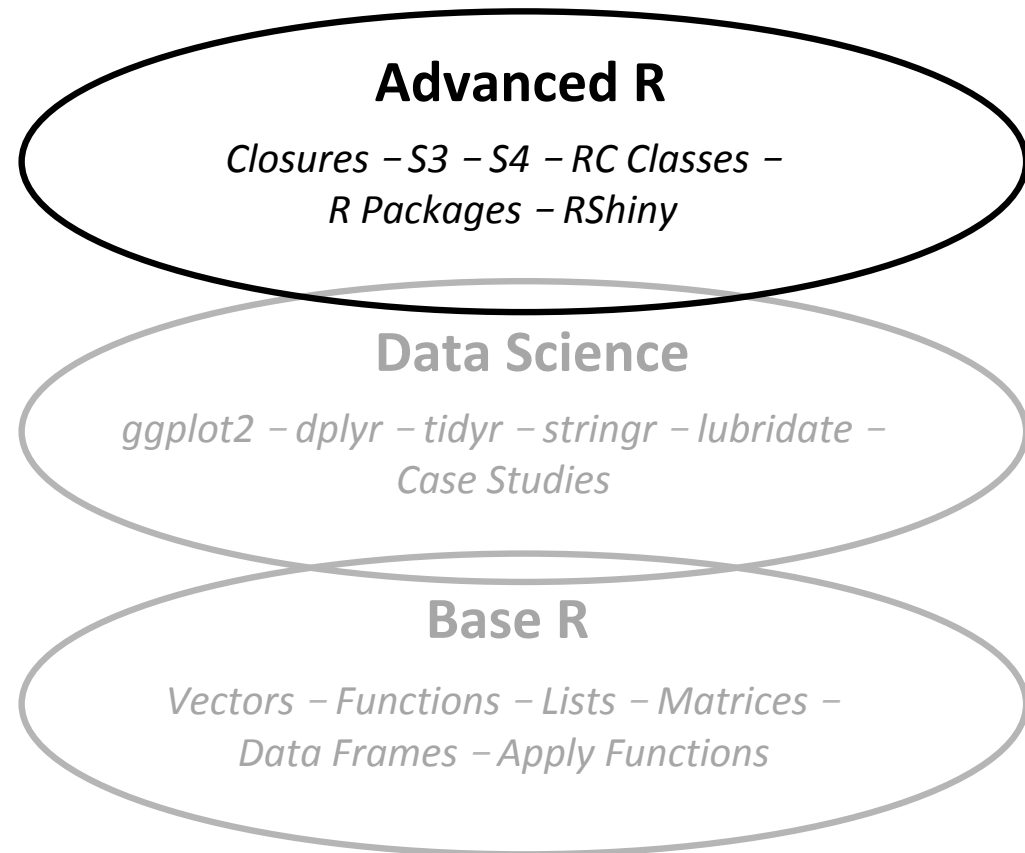 Advanced R
Closures – S3 – S4 – RC Classes –
R Packages – RShiny
Data Science
ggplot2 – dplyr – tidyr – stringr – lubridate –
Case Studies
Base R
Vectors – Functions – Lists – Matrices –
Data Frames – Apply Functions